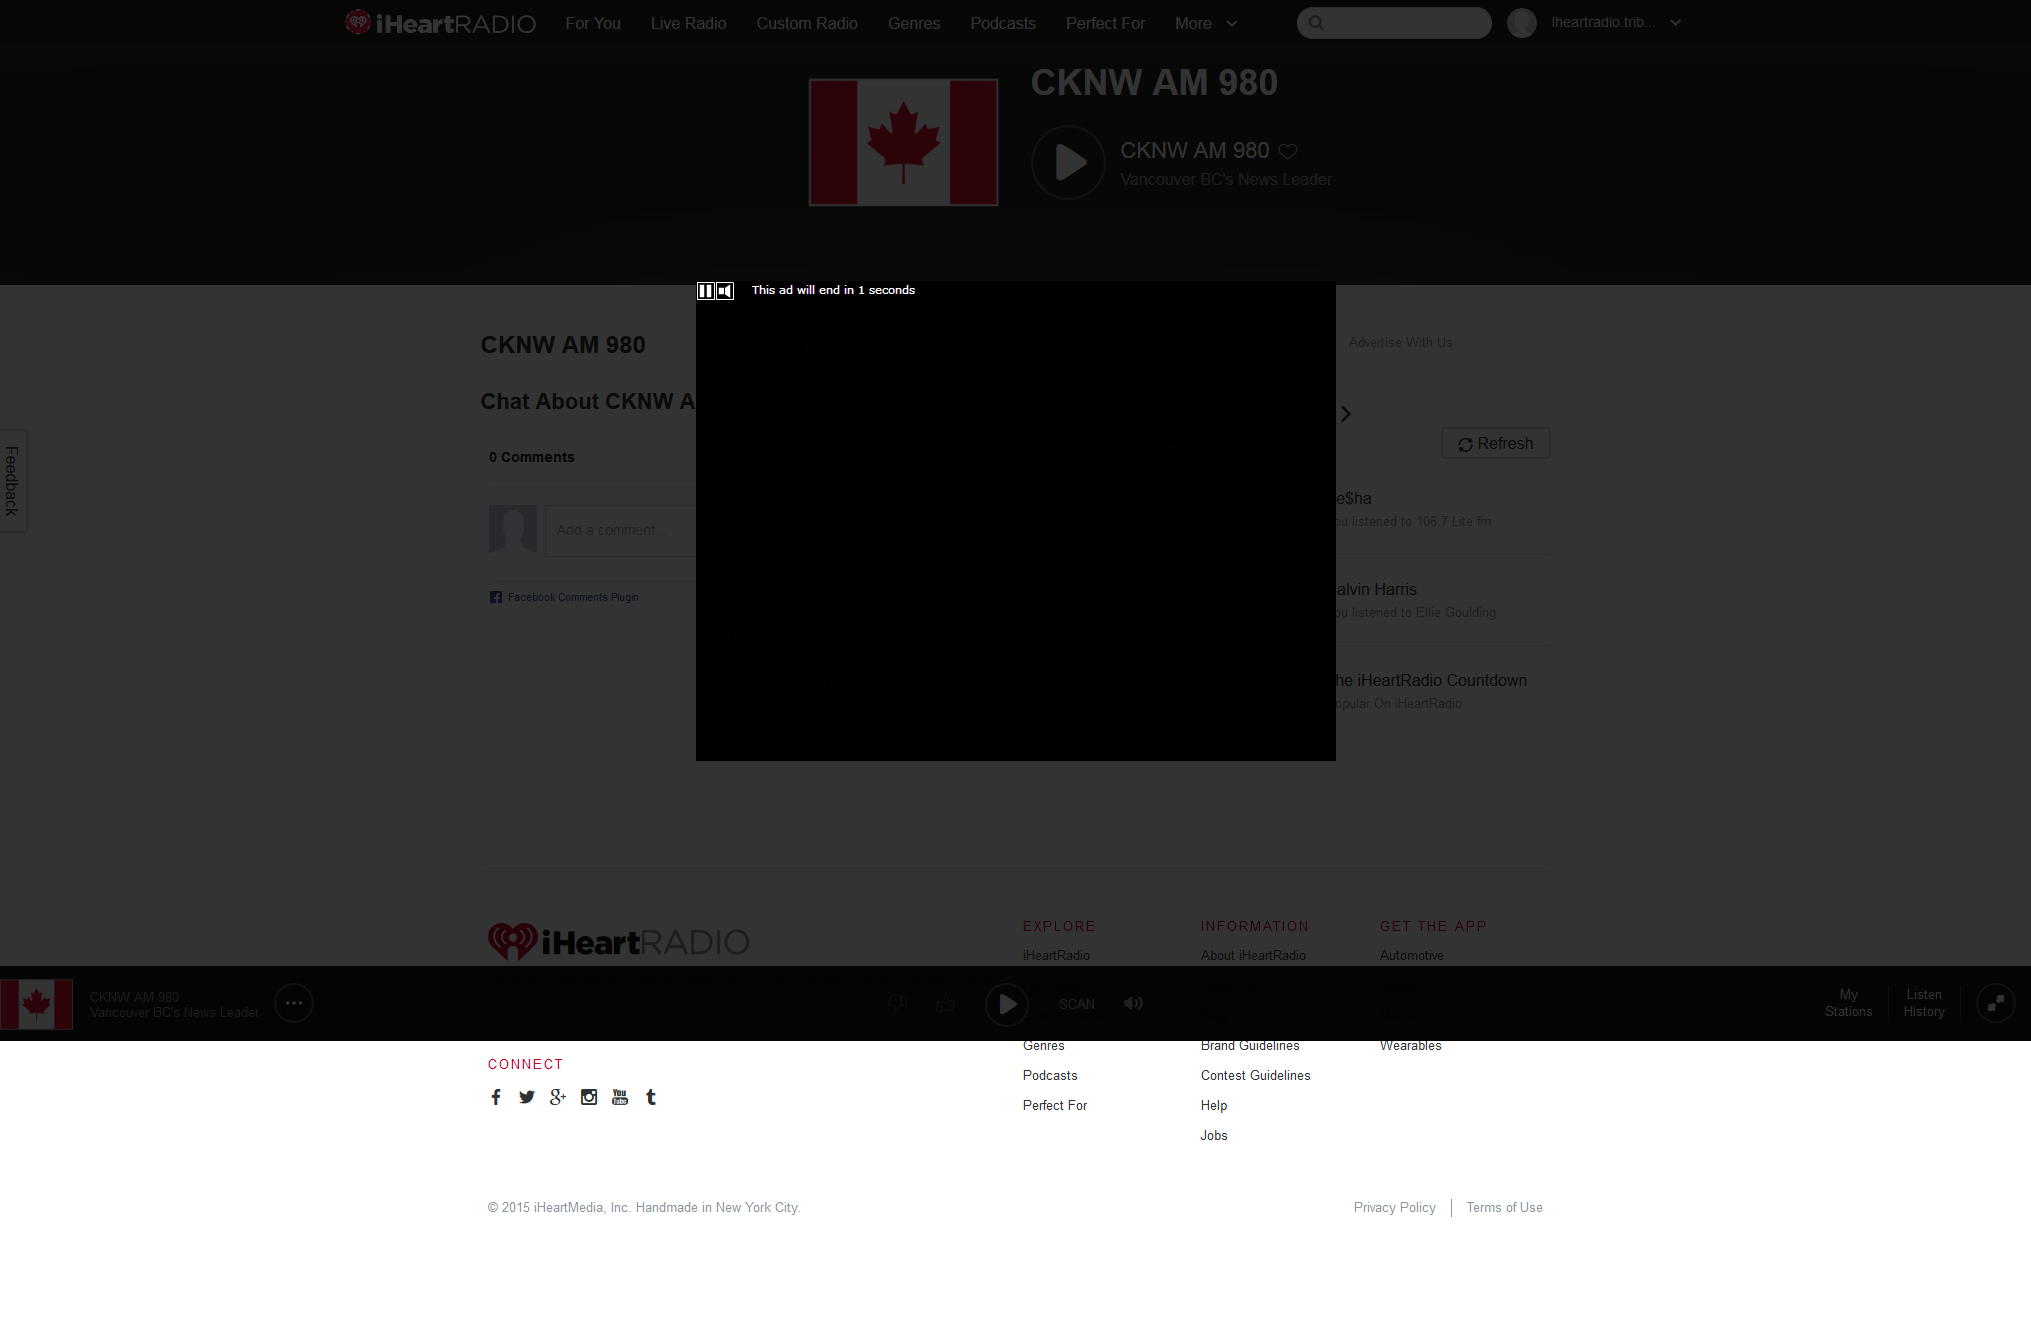 iHeartRADIO For You Live Radio Custom Radio Genres Podcasts Perfect For More Iheartradio.trib...
CKNW AM 980
CKNW AM 980
Vancouver BC's News Leader
This ad will end in 1 seconds
CKNW AM 980
Advertise With Us
Chat About CKNW A
Refresh
0 Comments
Feedback
e$ha
ou listened to 106.7 Lite fm
Add a comment...
alvin Harris
ou listened to Ellie Goulding
Facebook Comments Plugin
he iHeartRadio Countdown
opular On iHeartRadio
iHeartRADIO
EXPLORE INFORMATION GET THE APP
iHeartRadio About iHeartRadio Automotive
CKNW AM 980
Vancouver BC's News Leader
SCAN
My
Stations
Listen
History
Genres Brand Guidelines Wearables
CONNECT
Podcasts Contest Guidelines
You
Tube
Perfect For Help
Jobs
© 2015 iHeartMedia, Inc. Handmade in New York City.
Privacy Policy Terms of Use